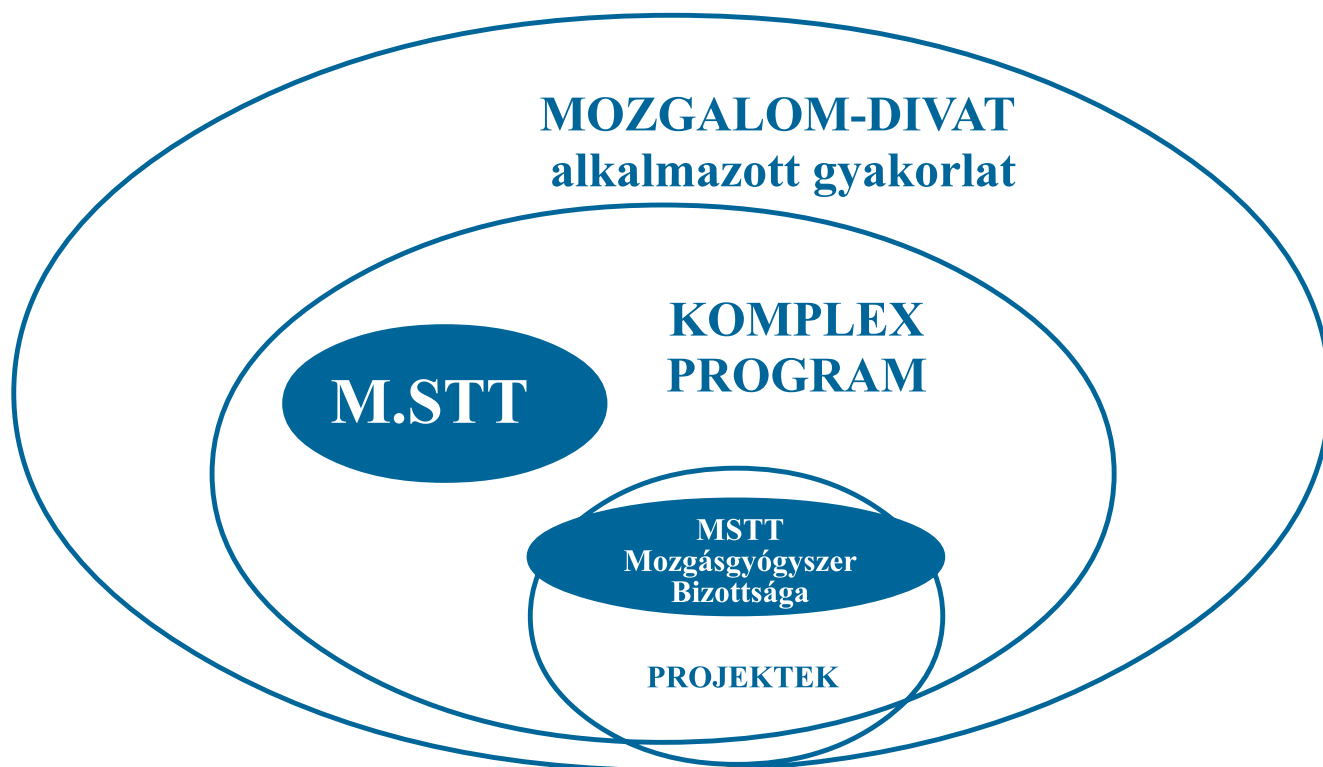 MOZGALOM-DIVAT
alkalmazott gyakorlat
KOMPLEX
PROGRAM
M.STT
MSTT
Mozgásgyógyszer
Bizottsága
PROJEKTEK